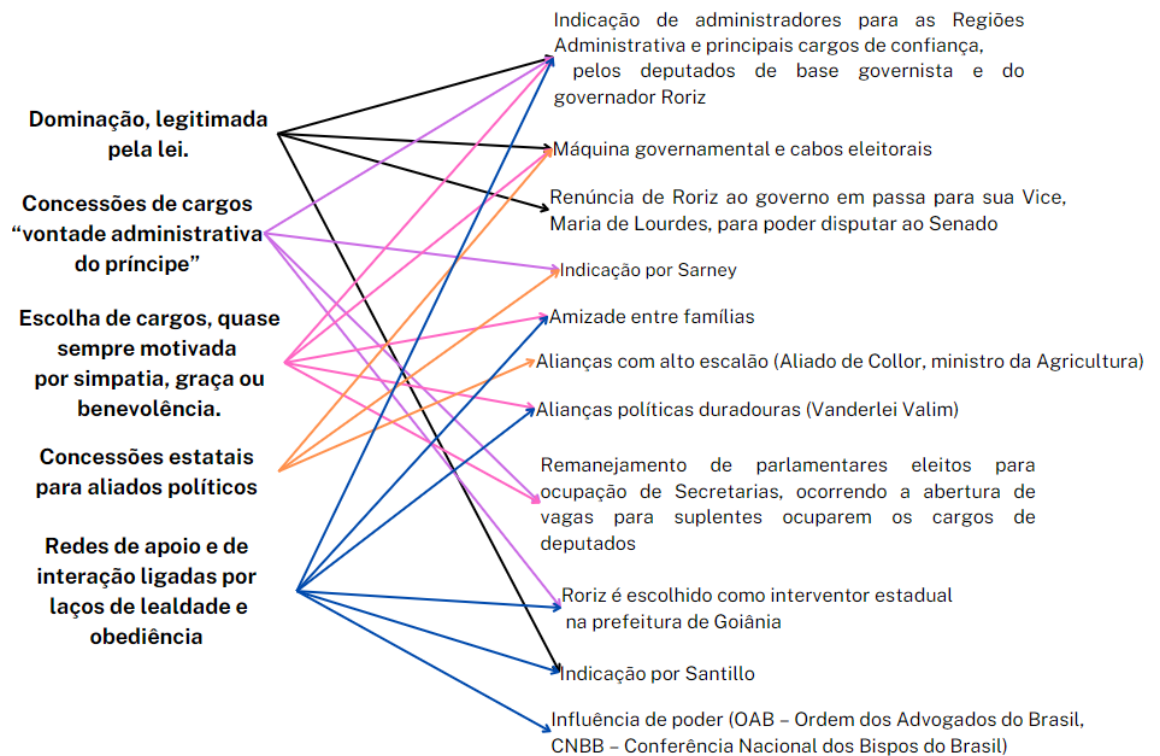 Dominação, legitimada
pela lei.
Concessões de cargos
“vontade administrativa
do príncipe”
Escolha de cargos, quase
sempre motivada
por simpatia, graça ou
benevolência.
Concessões estatais
para aliados políticos
Redes de apoio e de
interação ligadas por
laços de lealdade e
obediência
Indicação de administradores para as Regiões
Administrativa e principais cargos de confiança,
pelos deputados de base governista e do
governador Roriz
Máquina governamental e cabos eleitorais
Renúncia de Roriz ao governo em passa para sua Vice,
Maria de Lourdes, para poder disputar ao Senado
Indicação por Sarney
Amizade entre famílias
Alianças com alto escalão (Aliado de Collor, ministro da Agricultura)
Alianças políticas duradouras (Vanderlei Valim)
Remanejamento de parlamentares eleitos para
ocupação de Secretarias, ocorrendo a abertura de
vagas para suplentes ocuparem os cargos de
deputados
Roriz é escolhido como interventor estadual
na prefeitura de Goiânia
Indicação por Santillo
Influência de poder (OAB – Ordem dos Advogados do Brasil,
CNBB – Conferência Nacional dos Bispos do Brasil)